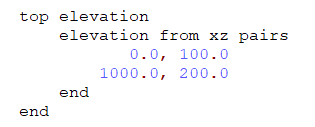 top elevation
    elevation from xz pairs
           0.0, 100.0
        1000.0, 200.0
    end
end